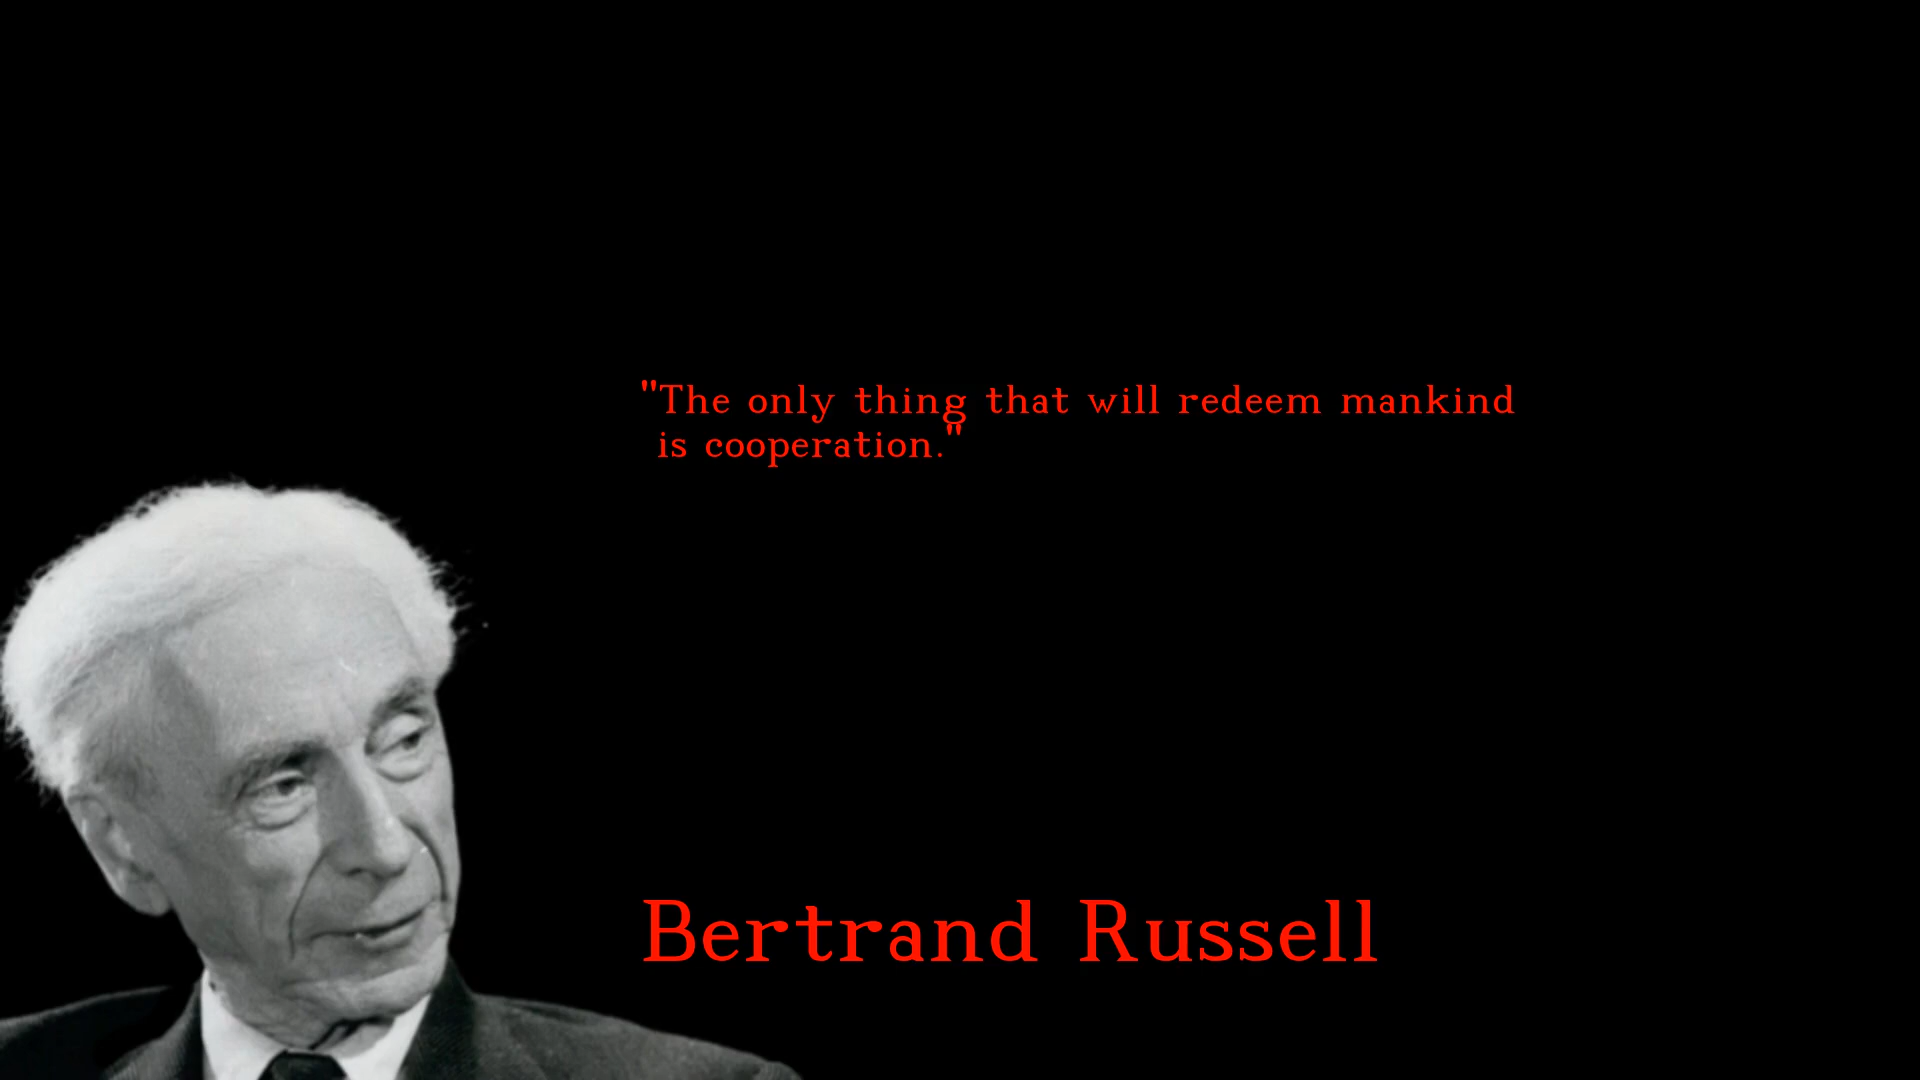 "The only thing that will redeem mankind
is cooperation."
Bertrand Russell